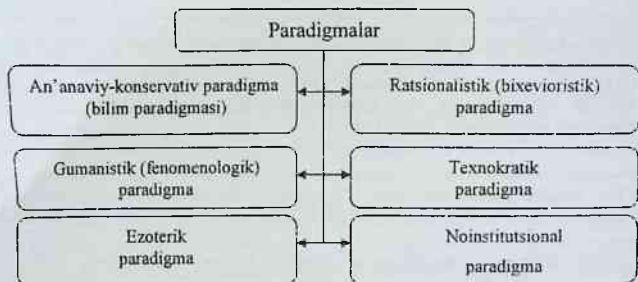 Paradigmalar
An'anaviy-konservativ paradigma
(bilim paradigmasi)
Ratsionalistik (bixevioristik)
paradigma
Gumanistik (fenomenologik)
paradigma
Texnokratik
paradigma
Ezoterik
paradigma
Noinstitutsional
paradigma